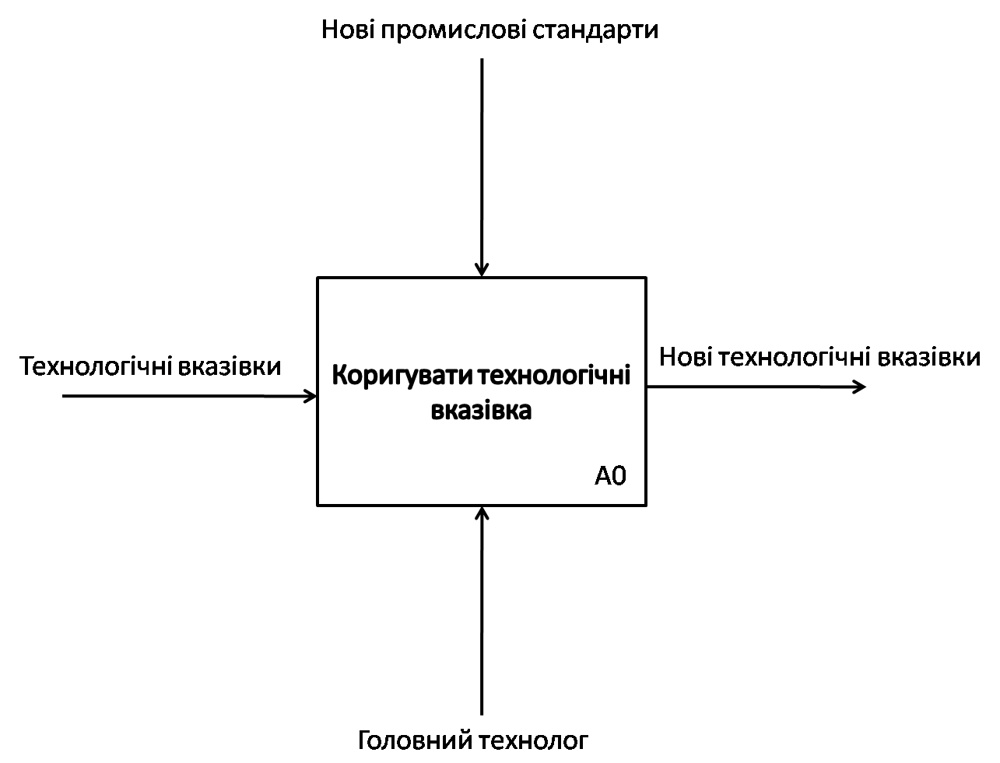 Нові промислові стандарти
Технологічні вказівки
Коригувати технологічні
вказівка
А0
Нові технологічні вказівки
Головний технолог